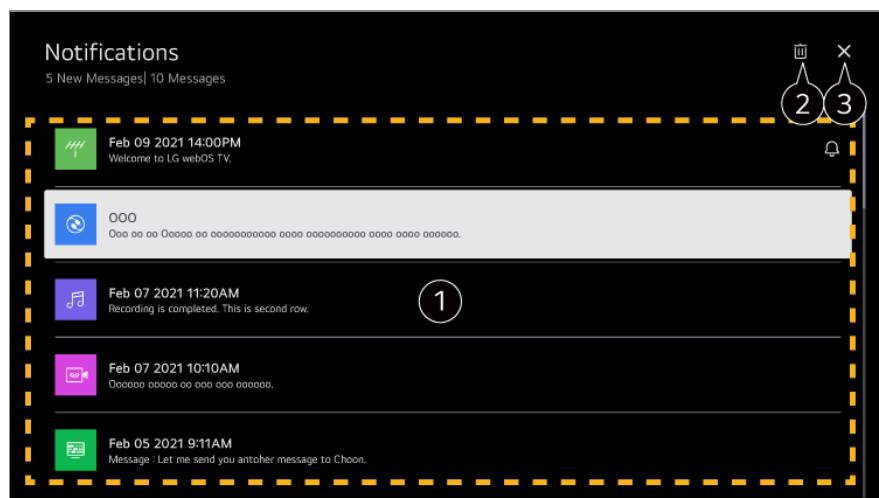 Notifications
5 New Messages| 10 Messages
2
3
Feb 09 2021 14:00PM
Welcome to LG webOS TV.
OOO
Ooo oo oo Ooooo oo ooooooooooo oooo oooooooooo oooo oooo oooooo.
Feb 07 2021 11:20AM
Recording is completed. This is second row.
1
Feb 07 2021 10:10AM
Oooooo ooooo oo ooo ooo oooooo.
Feb 05 2021 9:11AM
Message : Let me send you antoher message to Choon.